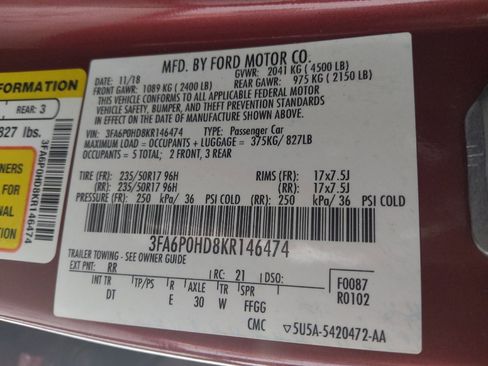 MFD. BY FORD MOTOR CO.
DATE: 11/18 GVWR: 2041 KG ( 4500 LB)
FRONT GAWR: 1089 KG ( 2400 LB) REAR GAWR: 975 KG ( 2150 LB)
THIS VEHICLE CONFORMS TO ALL APPLICABLE FEDERAL MOTOR
VEHICLE SAFETY, BUMPER, AND THEFT PREVENTION STANDARDS
IN EFFECT ON THE DATE OF MANUFACTURE SHOWN ABOVE.
VIN: 3FA6P0HD8KR146474 TYPE: Passenger Car
MAXIMUM LOAD = OCCUPANTS + LUGGAGE = 375KG / 827LB
OCCUPANTS = 5 TOTAL; 2 FRONT, 3 REAR
TIRE (FR): 235/50R17 96H RIMS (FR): 17x7.5J
(RR): 235/50R17 96H (RR): 17x7.5J
PRESSURE (FR): 250 kPa/ 36 PSI COLD (RR): 250 kPa/ 36 PSI COLD
3FA6P0HD8KR146474
TRAILER TOWING - SEE OWNER GUIDE
EXT PNT: RR RC: 21 DSO: F0087
INT TR TP/PS R AXLE TR SPR R0102
DT E 30 W FFGG
CMC 5U5A-5420472-AA
FORMATION
REAR: 3
827 lbs.
3FA6P0HD8KR146474